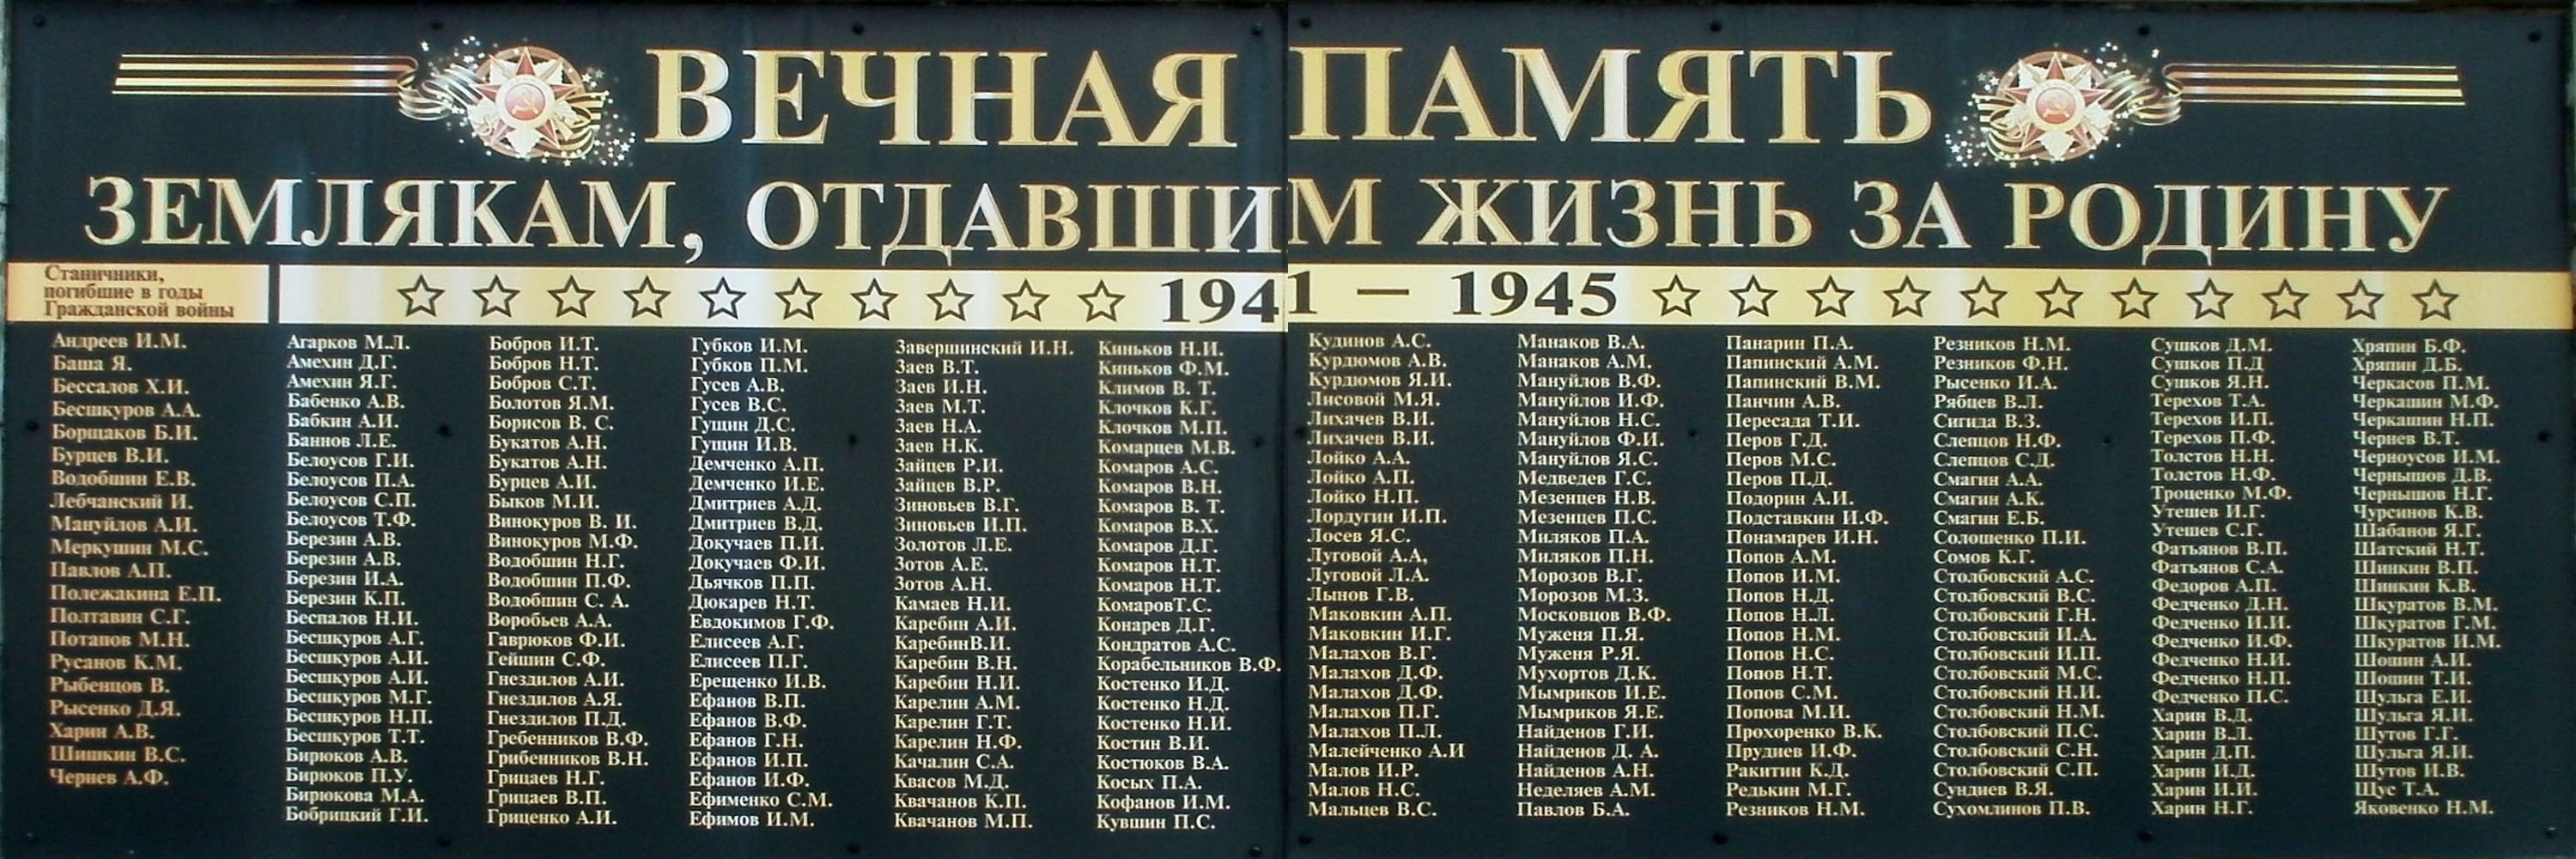 ВЕЧНАЯ ПАМЯТЬ
ЗЕМЛЯКАМ, ОТДАВШИМ ЖИЗНЬ ЗА РОДИНУ
Станичники,
погибшие в годы
Гражданской войны
1941 – 1945
Андреев И.М.
Баша Я.
Бессалов Х.И.
Бешкуров А.А.
Борщаков Б.И.
Бурцев В.И.
Водобшин Е.В.
Лебчанский И.
Мануйлов А.И.
Меркушин М.С.
Павлов А.П.
Полежакина Е.П.
Полтавин С.Г.
Потапов М.Н.
Русанов К.М.
Рыбенцов В.
Рысенко Д.Я.
Харин А.В.
Шишкин В.С.
Чернев А.Ф.
Агарков М.Л.
Амехин Д.Г.
Амехин Я.Г.
Бабенко А.В.
Бабкин А.И.
Баннов Л.Е.
Белоусов Г.И.
Белоусов П.А.
Белоусов С.П.
Белоусов Т.Ф.
Березин А.В.
Березин А.В.
Березин И.А.
Березин К.П.
Беспалов Н.И.
Бесшкуров А.Г.
Бесшкуров А.И.
Бесшкуров А.И.
Бесшкуров М.Г.
Бесшкуров Н.П.
Бесшкуров Т.Т.
Бирюков А.В.
Бирюков П.У.
Бирюкова М.А.
Бобрицкий Г.И.
Бобров И.Т.
Бобров Н.Т.
Бобров С.Т.
Болотов Я.М.
Борисов В. С.
Букатов А.Н.
Букатов А.Н.
Бурцев А.И.
Быков М.И.
Винокуров В. И.
Винокуров М.Ф.
Водобшин Н.Г.
Водобшин П.Ф.
Водобшин С. А.
Воробьев А.А.
Гаврюков Ф.И.
Гейшин С.Ф.
Гнездилов А.И.
Гнездилов А.Я.
Гнездилов П.Д.
Гребенников В.Ф.
Грибенников В.Н.
Грицаев Н.Г.
Грицаев В.П.
Гриценко А.И.
Губков И.М.
Губков П.М.
Гусев А.В.
Гусев В.С.
Гущин Д.С.
Гущин И.В.
Демченко А.П.
Демченко И.Е.
Дмитриев А.Д.
Дмитриев В.Д.
Докучаев П.И.
Докучаев Ф.И.
Дьячков П.П.
Дюкарев Н.Т.
Евдокимов Г.Ф.
Елисеев А.Г.
Елисеев П.Г.
Ерещенко И.В.
Ефанов В.П.
Ефанов В.Ф.
Ефанов Г.Н.
Ефанов И.П.
Ефанов И.Ф.
Ефименко С.М.
Ефимов И.М.
Завершинский И.Н.
Заев В.Т.
Заев И.Н.
Заев М.Т.
Заев Н.А.
Заев Н.К.
Зайцев Р.И.
Зайцев В.Р.
Зиновьев В.Г.
Зиновьев И.П.
Золотов Л.Е.
Зотов А.Е.
Зотов А.Н.
Камаев Н.И.
Каребин А.И.
КаребинВ.И.
Каребин В.Н.
Каребин Н.И.
Карелин А.М.
Карелин Г.Т.
Карелин Н.Ф.
Качалин С.А.
Квасов М.Д.
Квачанов К.П.
Квачанов М.П.
Киньков Н.И.
Киньков Ф.М.
Климов В. Т.
Клочков К.Г.
Клочков М.П.
Комарцев М.В.
Комаров А.С.
Комаров В.Н.
Комаров В. Т.
Комаров В.Х.
Комаров Д.Г.
Комаров Н.Т.
Комаров Н.Т.
КомаровТ.С.
Конарев Д.Г.
Кондратов А.С.
Корабельников В.Ф.
Костенко И.Д.
Костенко Н.Д.
Костенко Н.И.
Костин В.И.
Костюков В.А.
Косых П.А.
Кофанов И.М.
Кувшин П.С.
Кудинов А.С.
Курдюмов А.В.
Курдюмов Я.И.
Лисовой М.Я.
Лихачев В.И.
Лихачев В.И.
Лойко А.А.
Лойко А.П.
Лойко Н.П.
Лордугин И.П.
Лосев Я.С.
Луговой А.А,
Луговой Л.А.
Лынов Г.В.
Маковкин А.П.
Маковкин И.Г.
Малахов В.Г.
Малахов Д.Ф.
Малахов Д.Ф.
Малахов П.Г.
Малахов П.Л.
Малейченко А.И
Малов И.Р.
Малов Н.С.
Мальцев В.С.
Манаков В.А.
Манаков А.М.
Мануйлов В.Ф.
Мануйлов И.Ф.
Мануйлов Н.С.
Мануйлов Ф.И.
Мануйлов Я.С.
Медведев Г.С.
Мезенцев Н.В.
Мезенцев П.С.
Миляков П.А.
Миляков П.Н.
Морозов В.Г.
Морозов М.З.
Московцов В.Ф.
Муженя П.Я.
Муженя Р.Я.
Мухортов Д.К.
Мымриков И.Е.
Мымриков Я.Е.
Найденов Г.И.
Найденов Д. А.
Найденов А.Н.
Неделяев А.М.
Павлов Б.А.
Панарин П.А.
Папинский А.М.
Папинский В.М.
Панчин А.В.
Пересада Т.И.
Перов Г.Д.
Перов М.С.
Перов П.Д.
Подорин А.И.
Подставкин И.Ф.
Понамарев И.Н.
Попов А.М.
Попов И.М.
Попов Н.Д.
Попов Н.Л.
Попов Н.М.
Попов Н.С.
Попов Н.Т.
Попов С.М.
Попова М.И.
Прохоренко В.К.
Прудиев И.Ф.
Ракитин К.Д.
Редькин М.Г.
Резников Н.М.
Резников Н.М.
Резников Ф.Н.
Рысенко И.А.
Рябцев В.Л.
Сигида В.З.
Слепцов Н.Ф.
Слепцов С.Д.
Смагин А.А.
Смагин А.К.
Смагин Е.Б.
Солошенко П.И.
Сомов К.Г.
Столбовский А.С.
Столбовский В.С.
Столбовский Г.Н.
Столбовский И.А.
Столбовский И.П.
Столбовский М.С.
Столбовский Н.И.
Столбовский Н.М.
Столбовский П.С.
Столбовский С.Н.
Столбовский С.П.
Сундиев В.Я.
Сухомлинов П.В.
Сушков Д.М.
Сушков П.Д
Сушков Я.Н.
Терехов Т.А.
Терехов И.П.
Терехов П.Ф.
Толстов Н.Н.
Толстов Н.Ф.
Троценко М.Ф.
Утешев И.Г.
Утешев С.Г.
Фатьянов В.П.
Фатьянов С.А.
Федоров А.П.
Федченко Д.Н.
Федченко И.И.
Федченко И.Ф.
Федченко Н.И.
Федченко Н.П.
Федченко П.С.
Харин В.Д.
Харин В.Л.
Харин Д.П.
Харин И.Д.
Харин И.И.
Харин Н.Г.
Хряпин Б.Ф.
Хряпин Д.Б.
Черкасов П.М.
Черкашин М.Ф.
Черкашин Н.П.
Чернев В.Т.
Черноусов И.М.
Чернышов Д.В.
Чернышов Н.Г.
Чурсинов К.В.
Шабанов Я.Г.
Шатский Н.Т.
Шинкин В.П.
Шинкин К.В.
Шкуратов В.М.
Шкуратов Г.М.
Шкуратов И.М.
Шошин А.И.
Шошин Т.И.
Шульга Е.И.
Шульга Я.И.
Шутов Г.Г.
Шульга Я.И.
Шутов И.В.
Щус Т.А.
Яковенко Н.М.